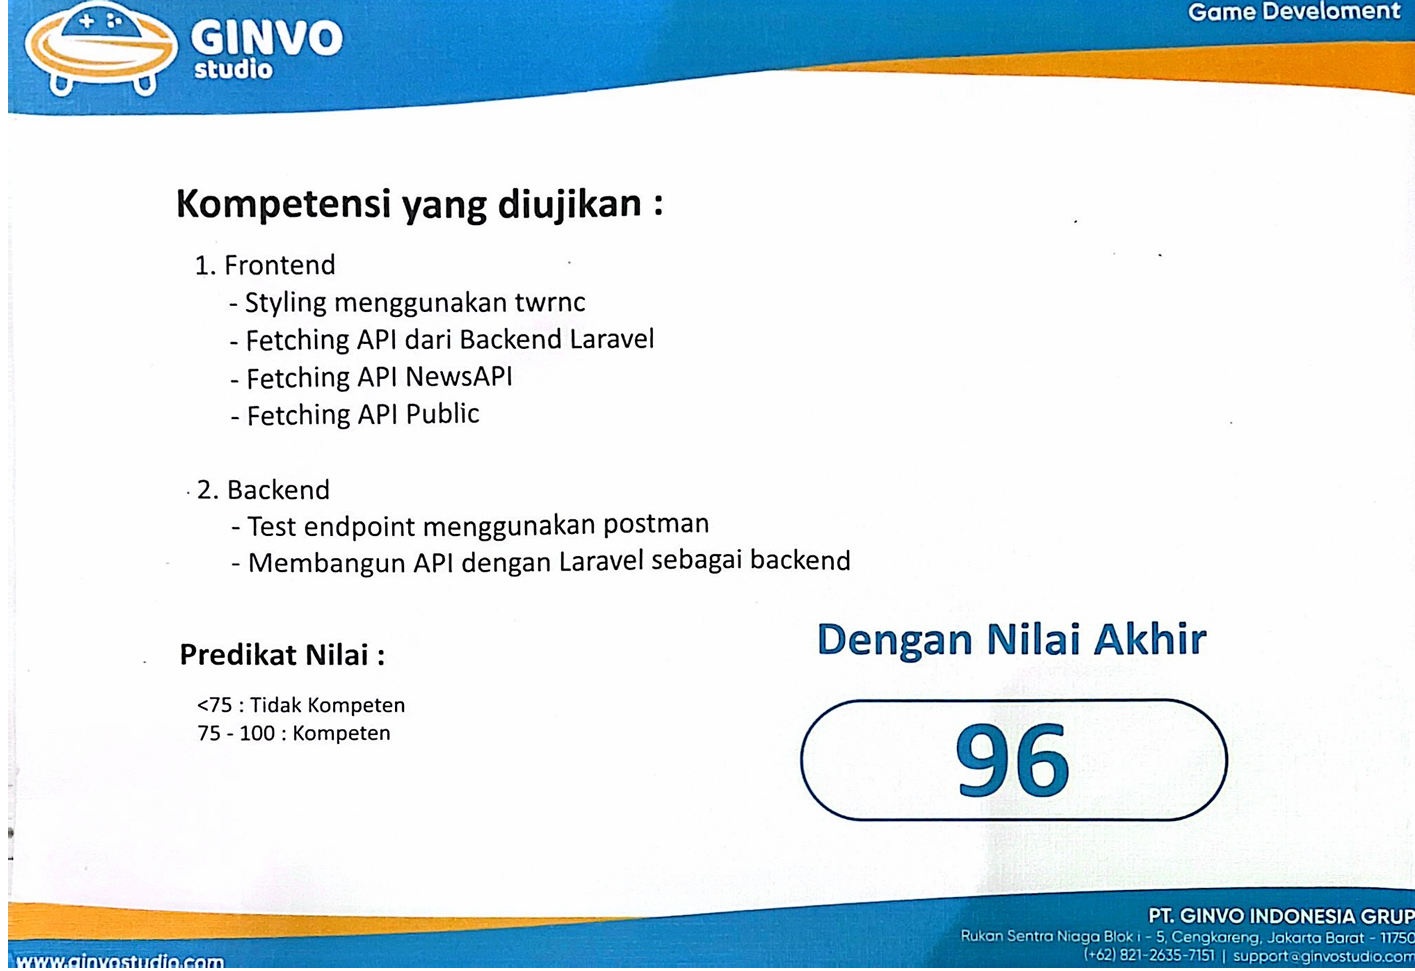 GINVO
studio
Game Develoment
Kompetensi yang diujikan :
1. Frontend
- Styling menggunakan twrnc
- Fetching API dari Backend Laravel
- Fetching API NewsAPI
- Fetching API Public
2. Backend
- Test endpoint menggunakan postman
- Membangun API dengan Laravel sebagai backend
Predikat Nilai :
<75 : Tidak Kompeten
75 - 100 : Kompeten
Dengan Nilai Akhir
96
PT. GINVO INDONESIA GRUP
Rukan Sentra Niaga Blok i - 5, Cengkareng, Jakarta Barat - 11750
(+62) 821-2635-7151 | support@ginvostudio.com
www.ginvostudio.com